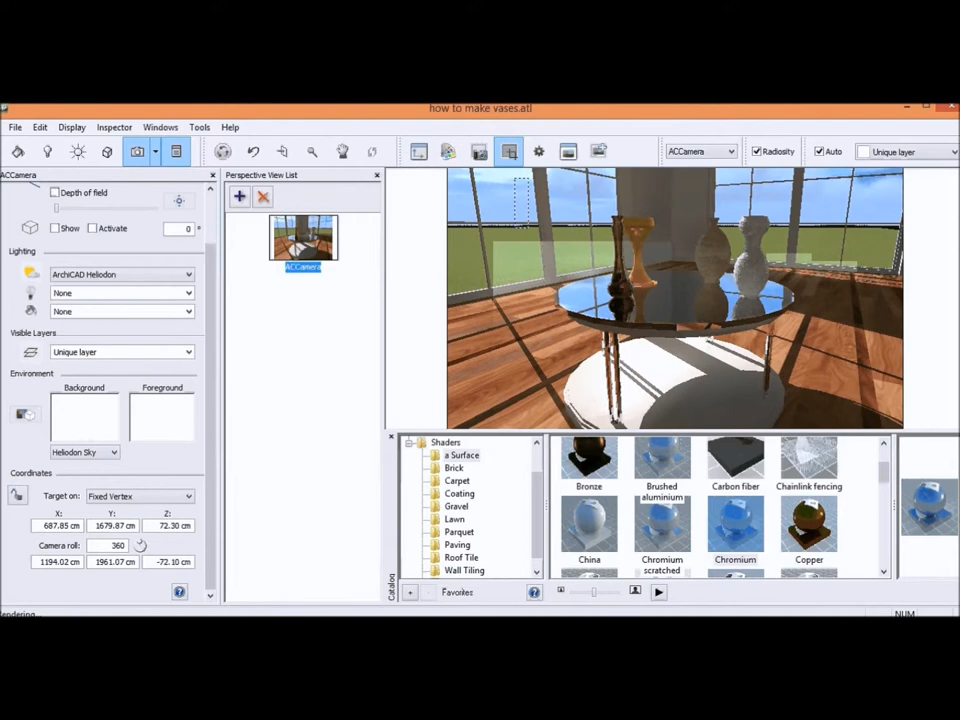 how to make vases.atl
File Edit Display Inspector Windows Tools Help
ACCamera Radiosity Auto Unique layer
ACCamera
Perspective View List
Depth of field
Show Activate 0 °
ACCamera
Lighting
ArchiCAD Heliodon
None
None
Visible Layers
Unique layer
Environment
Background Foreground
Heliodon Sky
Coordinates
Target on: Fixed Vertex
X: Y: Z:
687.85 cm 1679.87 cm 72.30 cm
Camera roll: 360
1194.02 cm 1961.07 cm -72.10 cm
Catalog
Shaders
a Surface
Brick
Carpet
Coating
Gravel
Lawn
Parquet
Paving
Roof Tile
Wall Tiling
Favorites
Bronze
Brushed aluminium
Carbon fiber
Chainlink fencing
China
Chromium scratched
Chromium
Copper
Rendering...
NUM